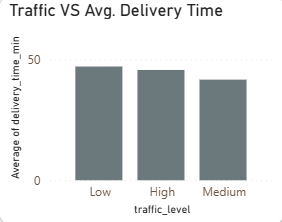 Traffic VS Avg. Delivery Time
Average of delivery_time_min
50
0
Low High Medium
traffic_level